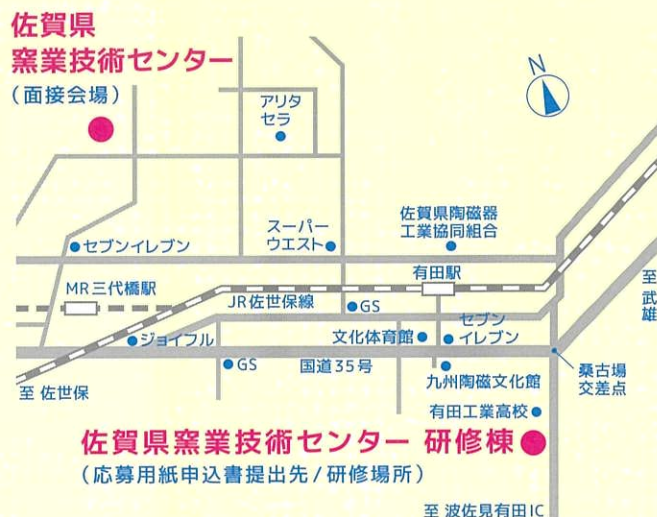 佐賀県
窯業技術センター
（面接会場）
N
アリタ
セラ
スーパー
ウエスト
佐賀県陶磁器
工業協同組合
セブンイレブン
MR三代橋駅
JR佐世保線
有田駅
GS
至 武雄
ジョイフル
文化体育館
セブン
イレブン
GS
国道35号
九州陶磁文化館
桑古場
交差点
至 佐世保
有田工業高校
佐賀県窯業技術センター 研修棟
（応募用紙申込書提出先/研修場所）
至 波佐見有田IC